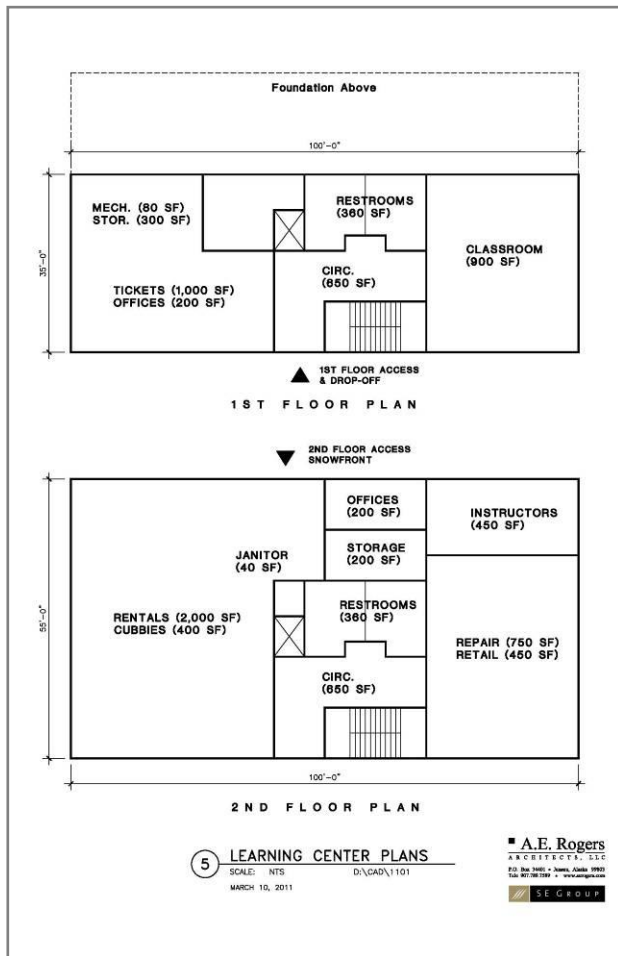 Foundation Above
100'-0"
35'-0"
MECH. (80 SF)
STOR. (300 SF)
RESTROOMS
(360 SF)
CLASSROOM
(900 SF)
TICKETS (1,000 SF)
OFFICES (200 SF)
CIRC.
(650 SF)
1ST FLOOR ACCESS
& DROP-OFF
1ST FLOOR PLAN
2ND FLOOR ACCESS
SNOWFRONT
OFFICES
(200 SF)
INSTRUCTORS
(450 SF)
STORAGE
(200 SF)
JANITOR
(40 SF)
55'-0"
RENTALS (2,000 SF)
CUBBIES (400 SF)
RESTROOMS
(360 SF)
REPAIR (750 SF)
RETAIL (450 SF)
CIRC.
(650 SF)
100'-0"
2ND FLOOR PLAN
5 LEARNING CENTER PLANS
SCALE: NTS D:\CAD\1101
MARCH 10, 2011
A.E. Rogers
ARCHITECTS, LLC
P.O. Box Juneau, Alaska
SE GROUP